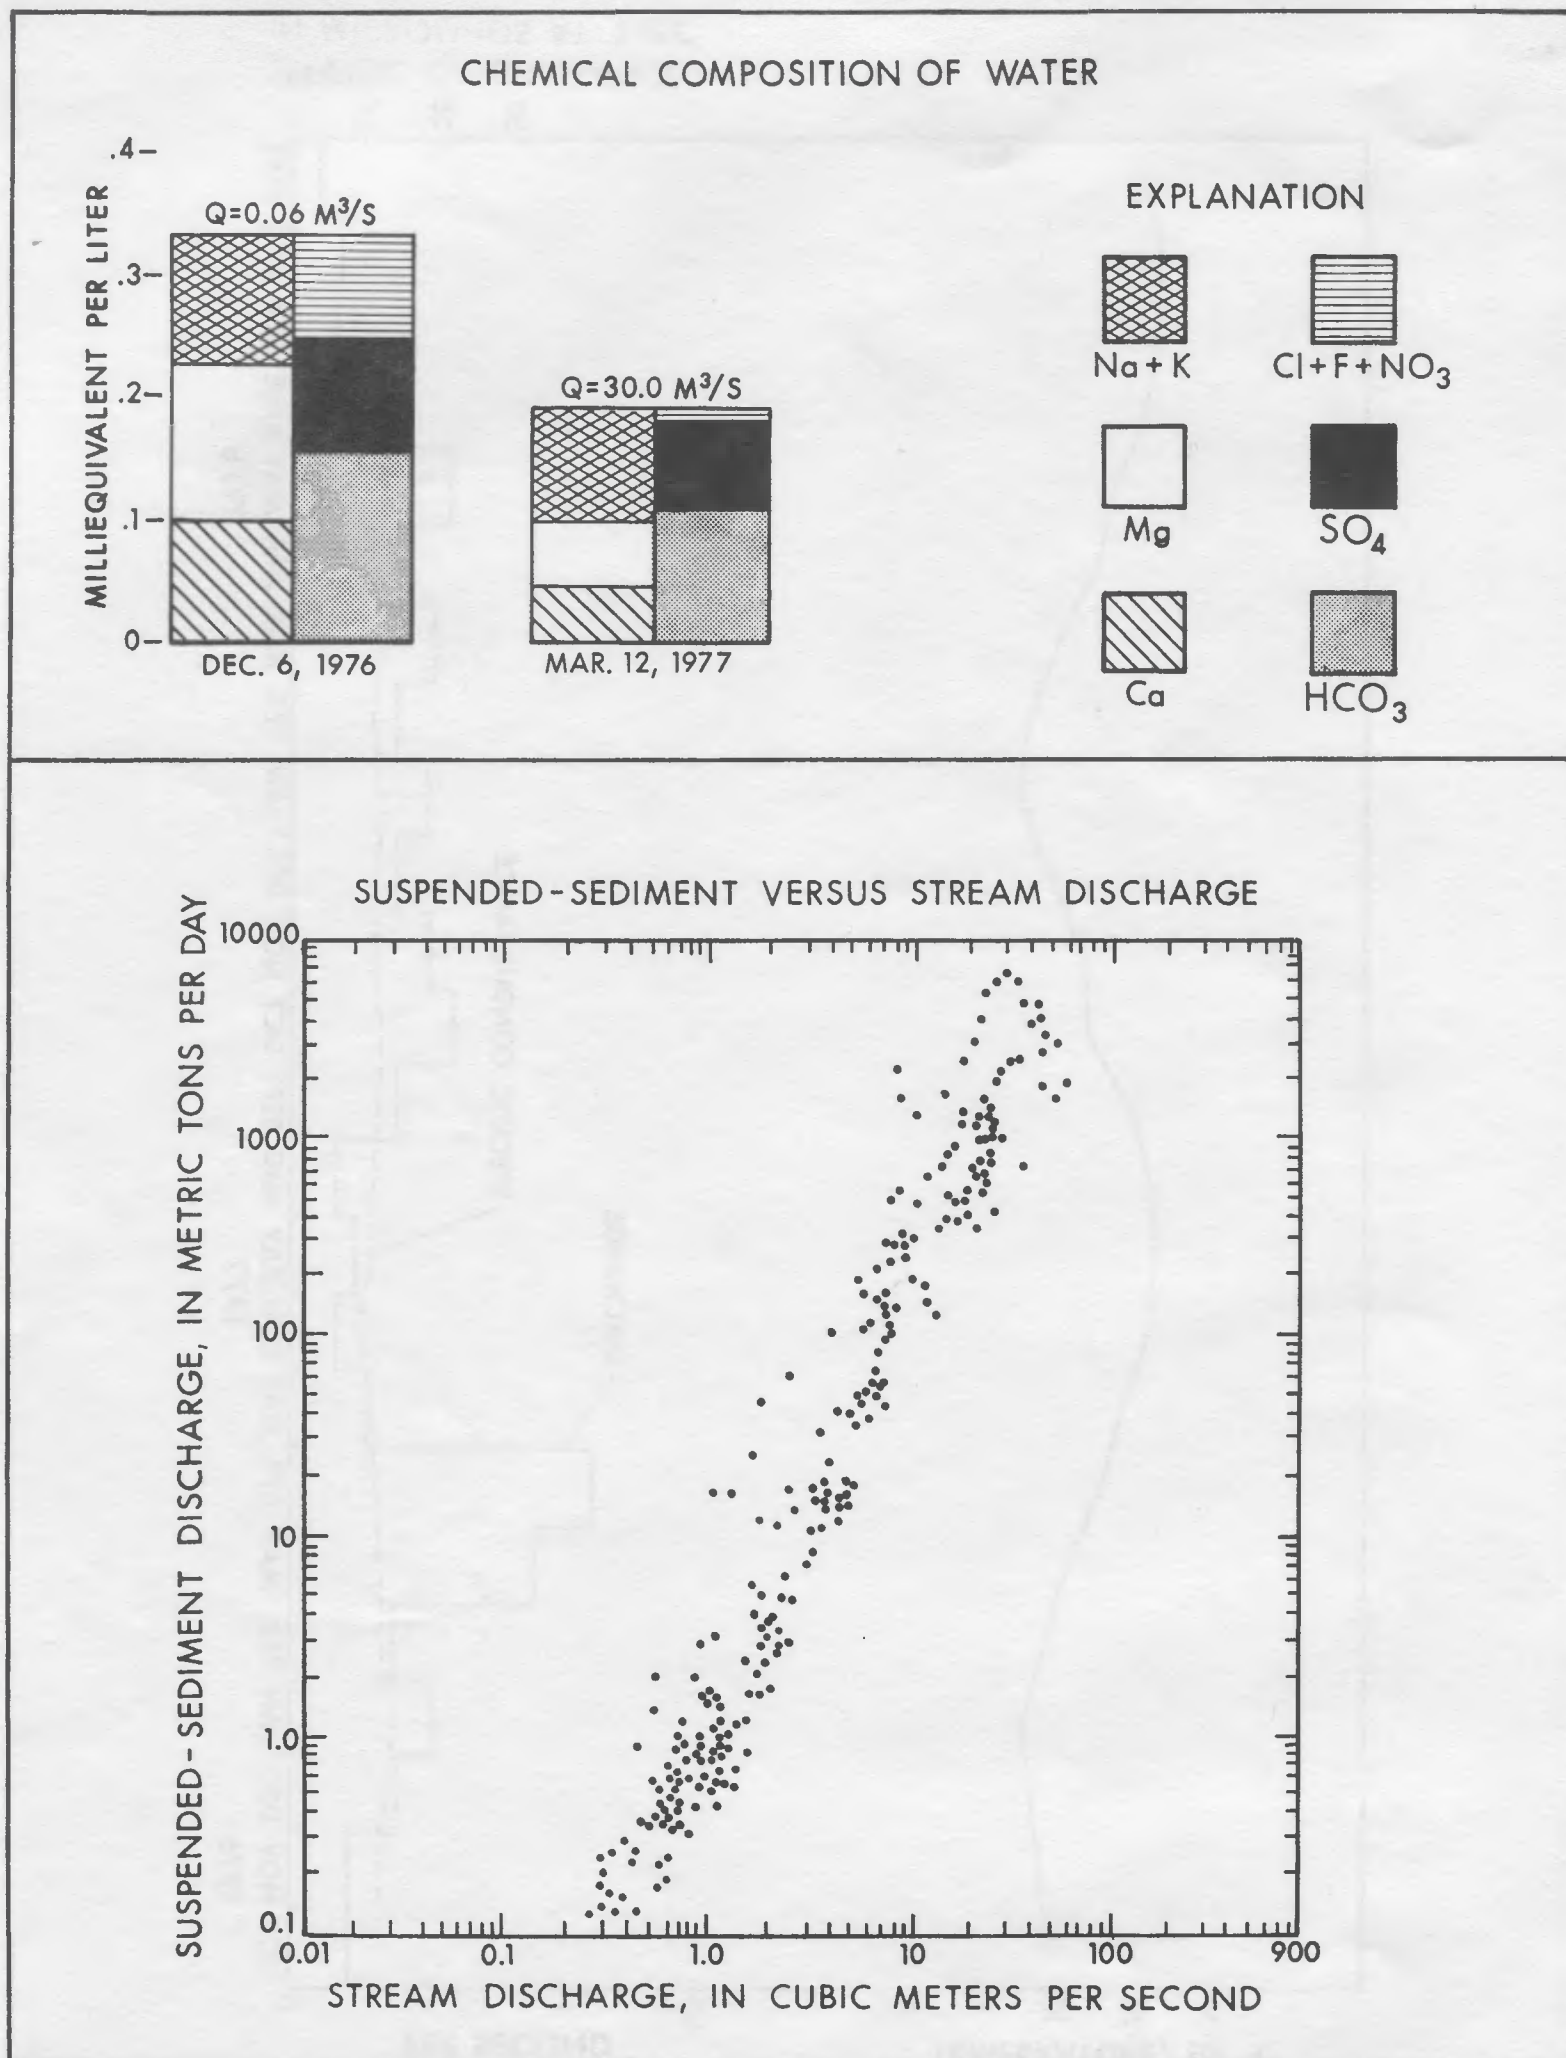 CHEMICAL COMPOSITION OF WATER
MILLIEQUIVALENT PER LITER
.4
.3
.2
.1
0
Q=0.06 M³/S
DEC. 6, 1976
Q=30.0 M³/S
MAR. 12, 1977
EXPLANATION
Na+K
Cl+F+NO₃
Mg
SO₄
Ca
HCO₃
SUSPENDED-SEDIMENT VERSUS STREAM DISCHARGE
SUSPENDED-SEDIMENT DISCHARGE, IN METRIC TONS PER DAY
10000
1000
100
10
1.0
0.1
0.01 0.1 1.0 10 100 900
STREAM DISCHARGE, IN CUBIC METERS PER SECOND